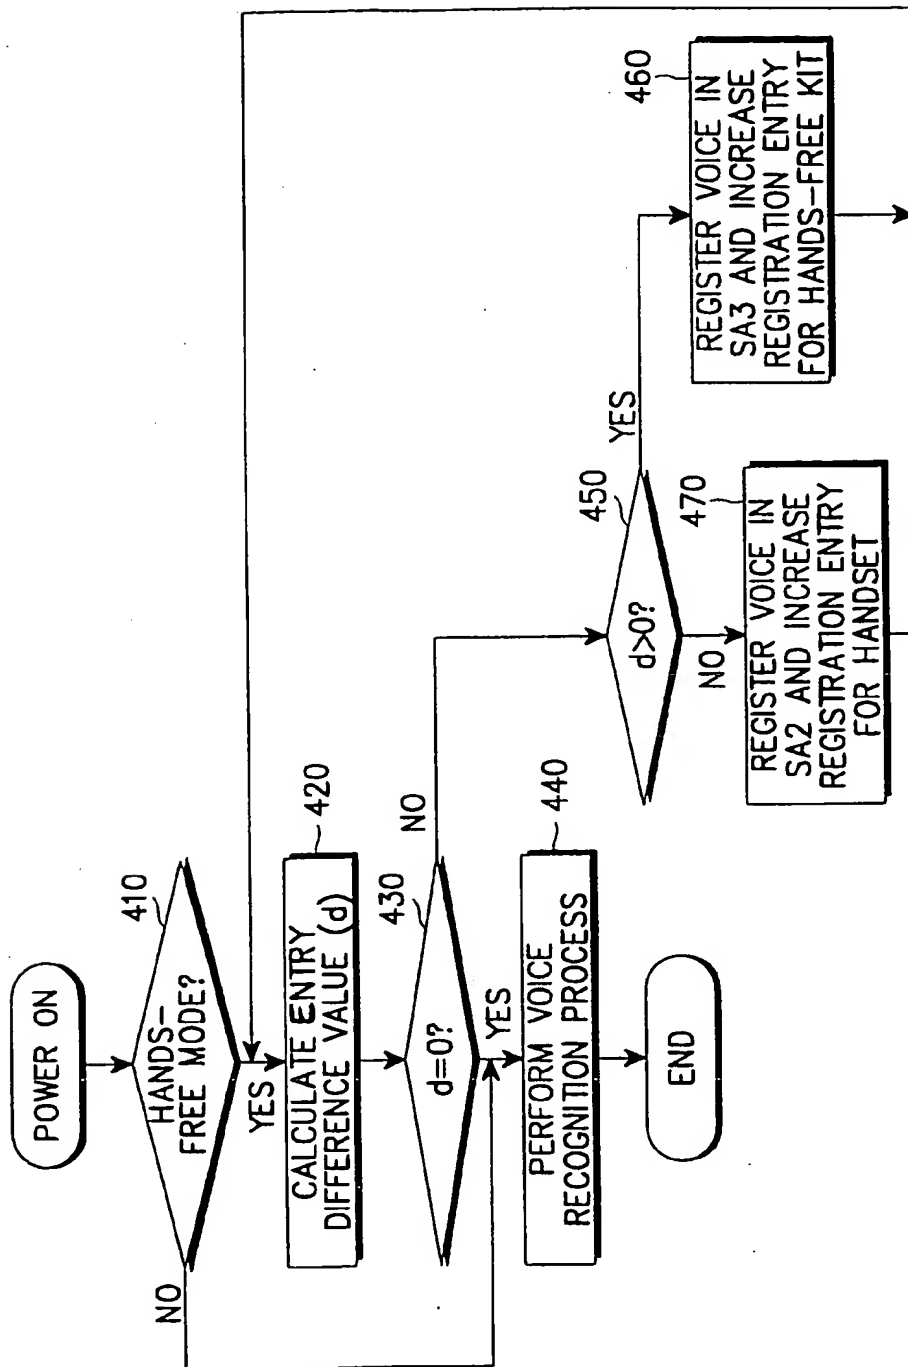 POWER ON
410
HANDS-
FREE MODE?
NO
YES
420
CALCULATE ENTRY
DIFFERENCE VALUE (d)
430
d=0?
NO
YES
440
PERFORM VOICE
RECOGNITION PROCESS
END
450
d>0?
YES
NO
460
REGISTER VOICE IN
SA3 AND INCREASE
REGISTRATION ENTRY
FOR HANDS-FREE KIT
470
REGISTER VOICE IN
SA2 AND INCREASE
REGISTRATION ENTRY
FOR HANDSET